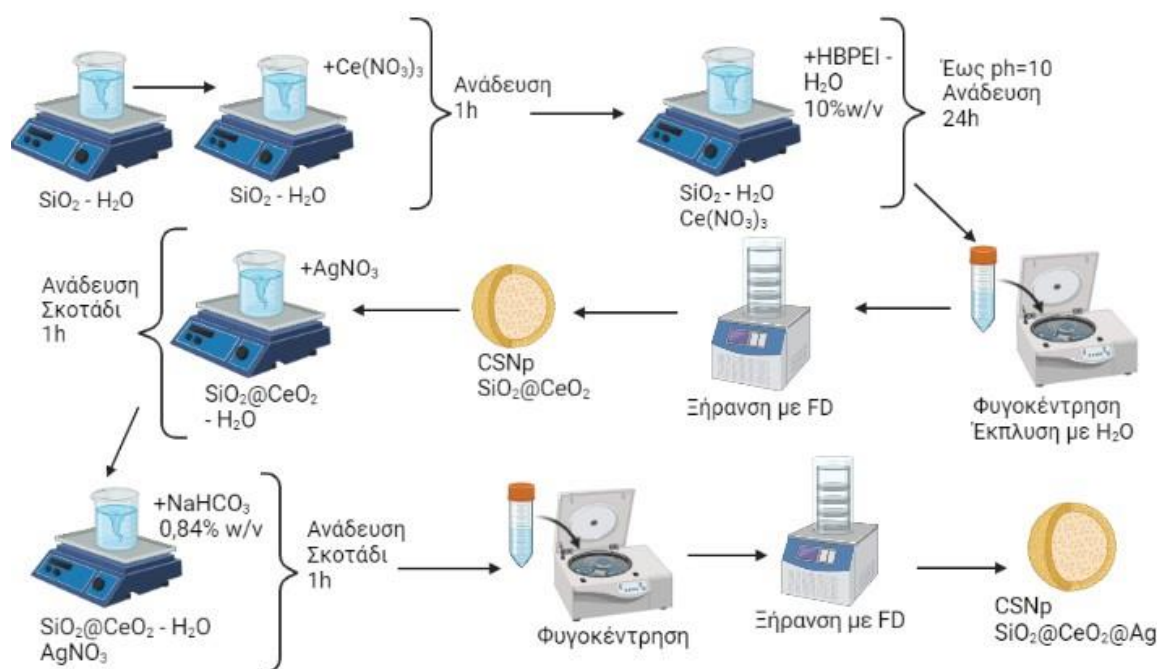 SiO₂ - H₂O
+Ce(NO₃)₃
SiO₂ - H₂O
Ανάδευση
1h
+HBPEI -
H₂O
10%w/v
SiO₂ - H₂O
Ce(NO₃)₃
Έως ph=10
Ανάδευση
24h
Φυγοκέντρηση
Έκπλυση με H₂O
Ξήρανση με FD
CSNp
SiO₂@CeO₂
+AgNO₃
SiO₂@CeO₂
- H₂O
Ανάδευση
Σκοτάδι
1h
+NaHCO₃
0,84% w/v
SiO₂@CeO₂ - H₂O
AgNO₃
Ανάδευση
Σκοτάδι
1h
Φυγοκέντρηση
Ξήρανση με FD
CSNp
SiO₂@CeO₂@Ag